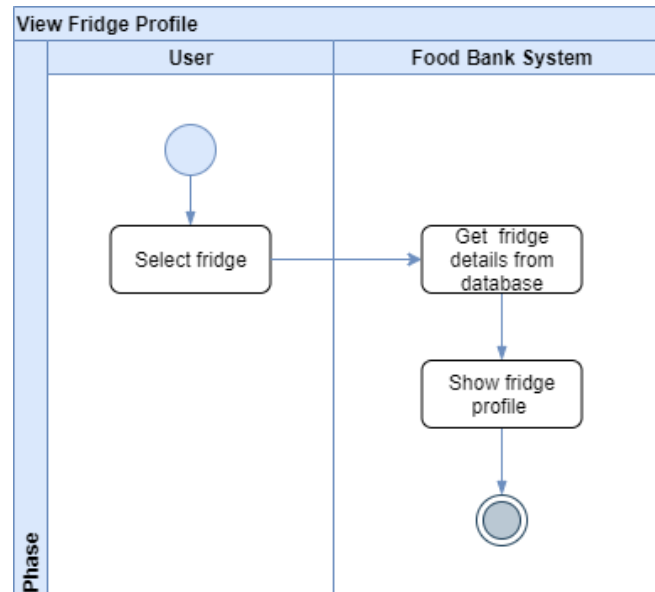 View Fridge Profile
User
Food Bank System
Select fridge
Get fridge
details from
database
Show fridge
profile
Phase